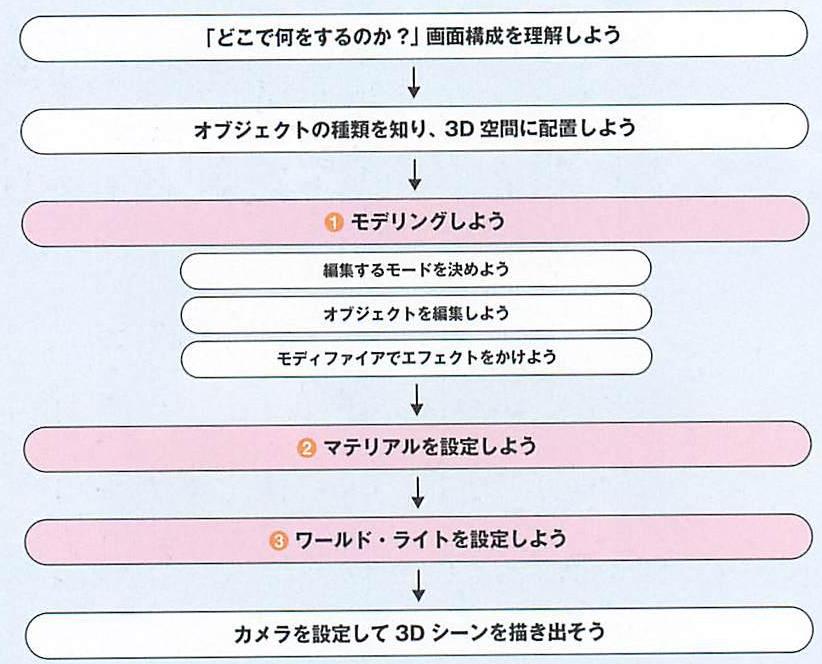 「どこで何をするのか？」画面構成を理解しよう
オブジェクトの種類を知り、3D 空間に配置しよう
❶ モデリングしよう
編集するモードを決めよう
オブジェクトを編集しよう
モディファイアでエフェクトをかけよう
❷ マテリアルを設定しよう
❸ ワールド・ライトを設定しよう
カメラを設定して 3D シーンを描き出そう